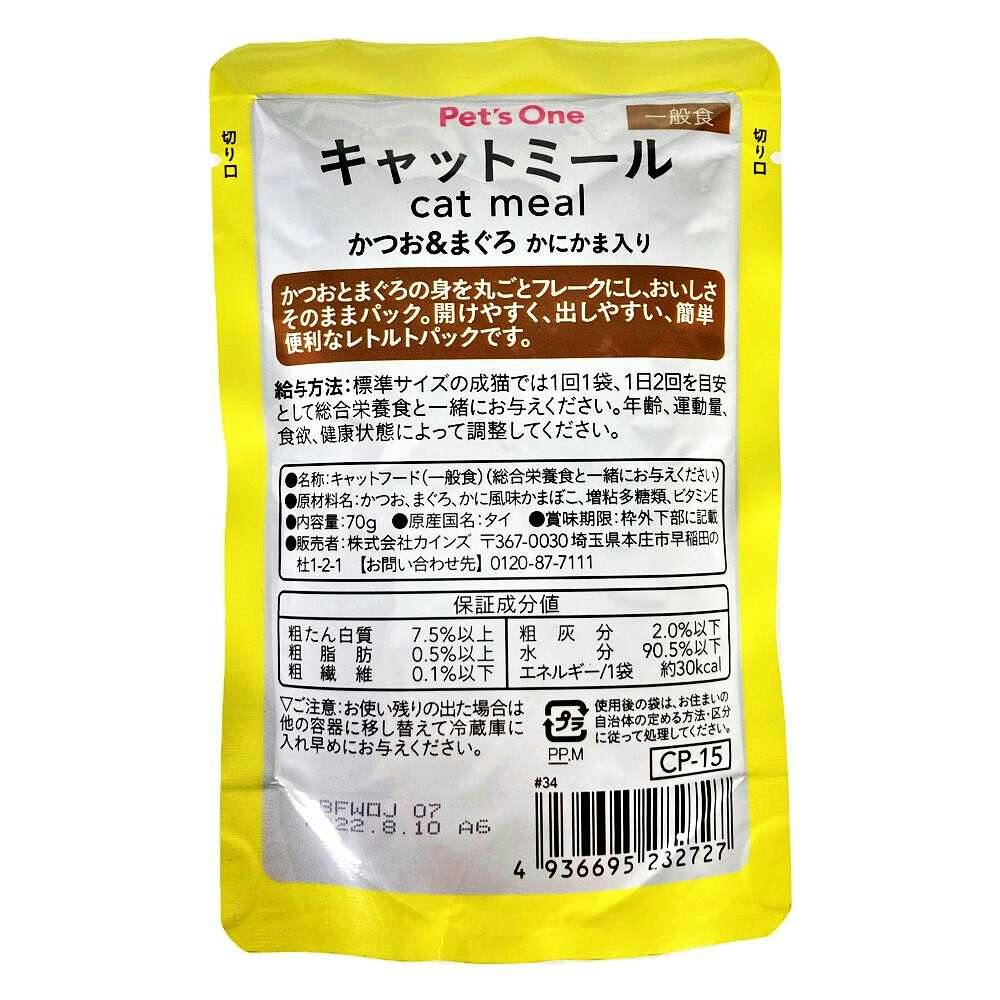 Pet's One
一般食
切り口
切り口
キャットミール
cat meal
かつお&まぐろ かにかま入り
かつおとまぐろの身を丸ごとフレークにし、おいしさ
そのままパック。開けやすく、出しやすい、簡単
便利なレトルトパックです。
給与方法:標準サイズの成猫では1回1袋、1日2回を目安
として総合栄養食と一緒にお与えください。年齢、運動量、
食欲、健康状態によって調整してください。
●名称:キャットフード(一般食)(総合栄養食と一緒にお与えください)
●原材料名:かつお、まぐろ、かに風味かまぼこ、増粘多糖類、ビタミンE
●内容量:70g ●原産国名:タイ ●賞味期限:枠外下部に記載
●販売者:株式会社カインズ 〒367-0030 埼玉県本庄市早稲田の
杜1-2-1 【お問い合わせ先】 0120-87-7111
保証成分値
粗たん白質 7.5%以上 粗灰分 2.0%以下
粗脂肪 0.5%以上 水分 90.5%以下
粗繊維 0.1%以下 エネルギー/1袋 約30kcal
▽ご注意:お使い残りの出た場合は
他の容器に移し替えて冷蔵庫に
入れ早めにお与えください。
プラ
PP,M
使用後の袋は、お住まいの
自治体の定める方法・区分
に従って処理してください。
CP-15
#34
BFWOJ 07
22.8.10 A6
4 936695 232727